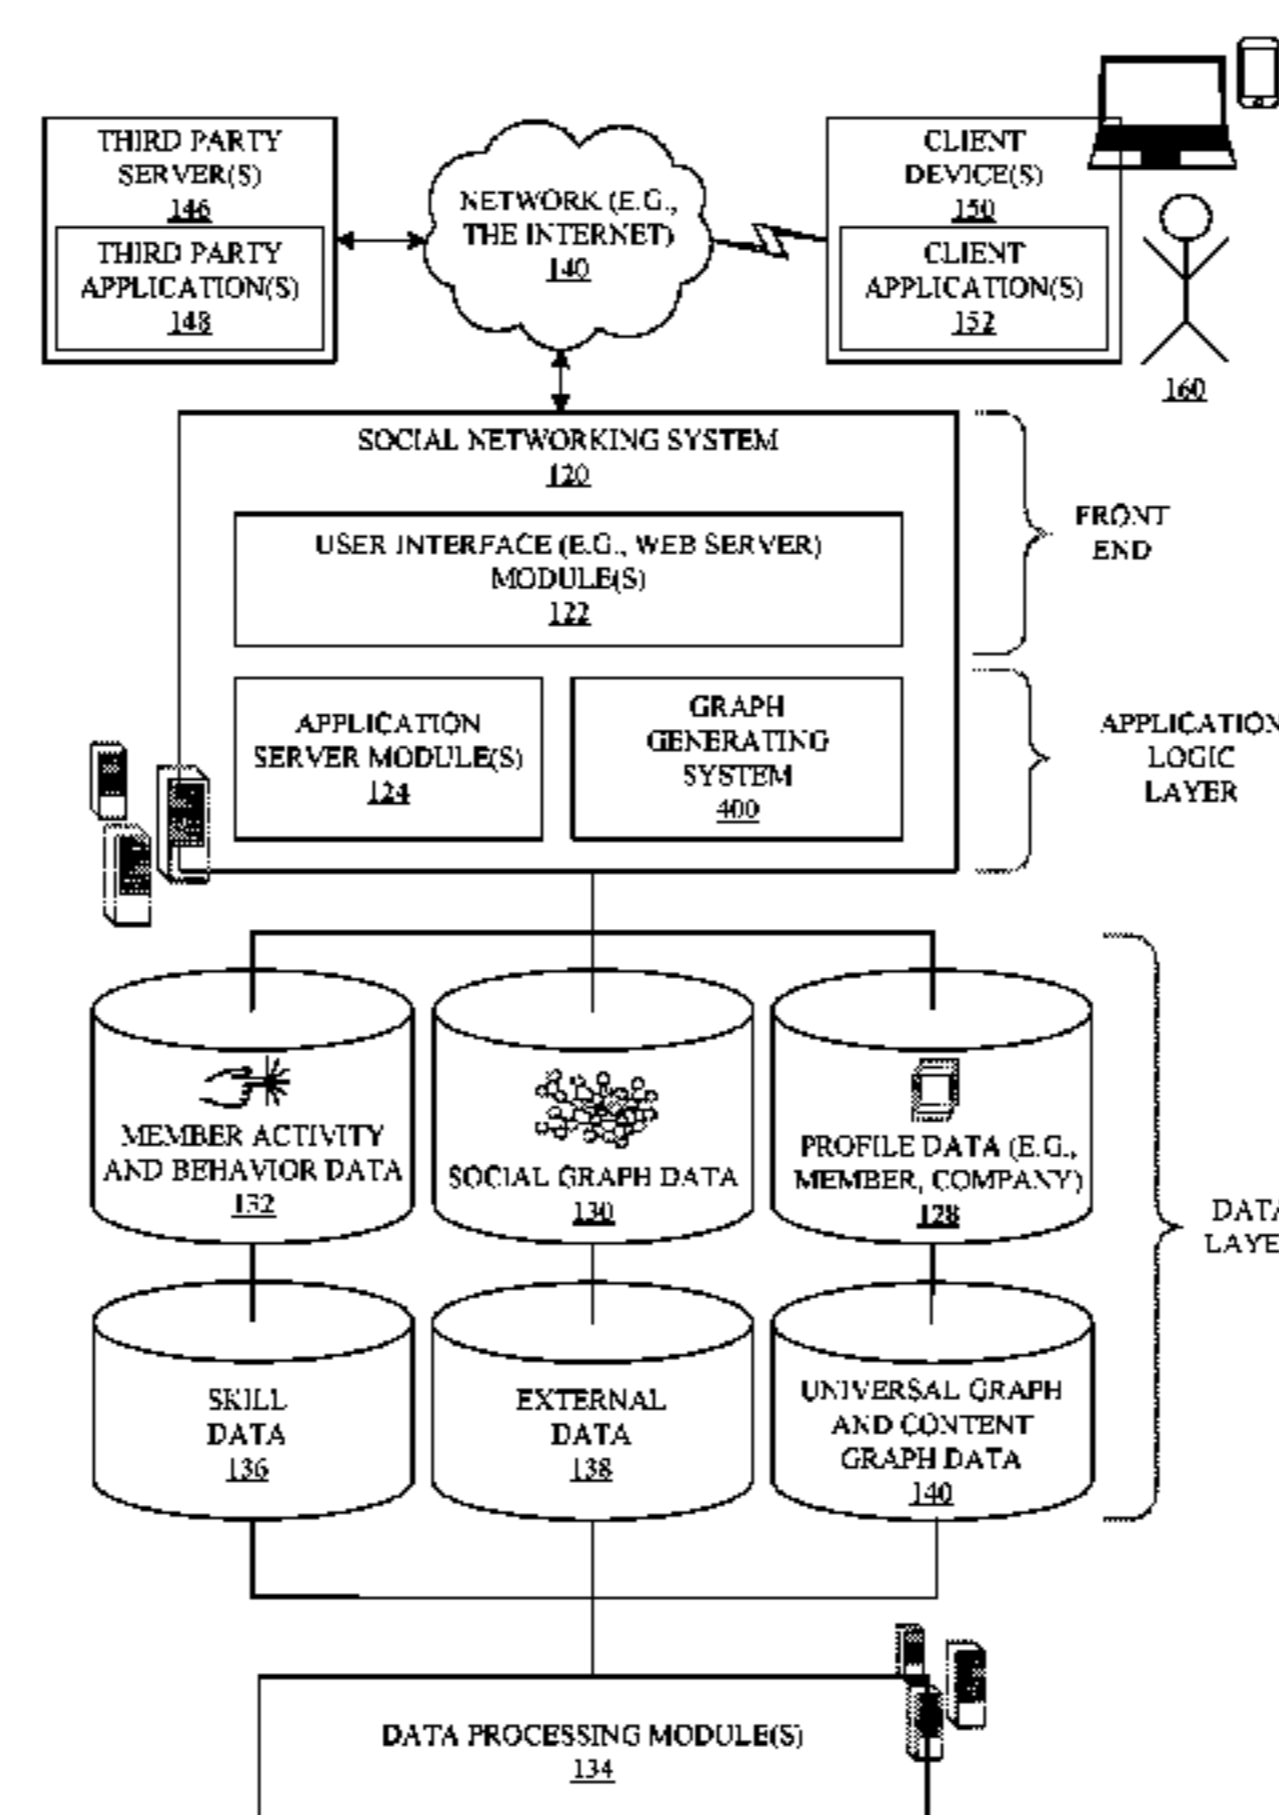 THIRD PARTY
SERVER(S)
146
THIRD PARTY
APPLICATION(S)
148
NETWORK (E.G.,
THE INTERNET)
140
CLIENT
DEVICE(S)
150
CLIENT
APPLICATION(S)
152
160
SOCIAL NETWORKING SYSTEM
120
USER INTERFACE (E.G., WEB SERVER)
MODULE(S)
122
FRONT
END
APPLICATION
SERVER MODULE(S)
124
GRAPH
GENERATING
SYSTEM
400
APPLICATION
LOGIC
LAYER
MEMBER ACTIVITY
AND BEHAVIOR DATA
132
SOCIAL GRAPH DATA
130
PROFILE DATA (E.G.,
MEMBER, COMPANY)
128
DATA
LAYE
SKILL
DATA
136
EXTERNAL
DATA
138
UNIVERSAL GRAPH
AND CONTENT
GRAPH DATA
140
DATA PROCESSING MODULE(S)
134